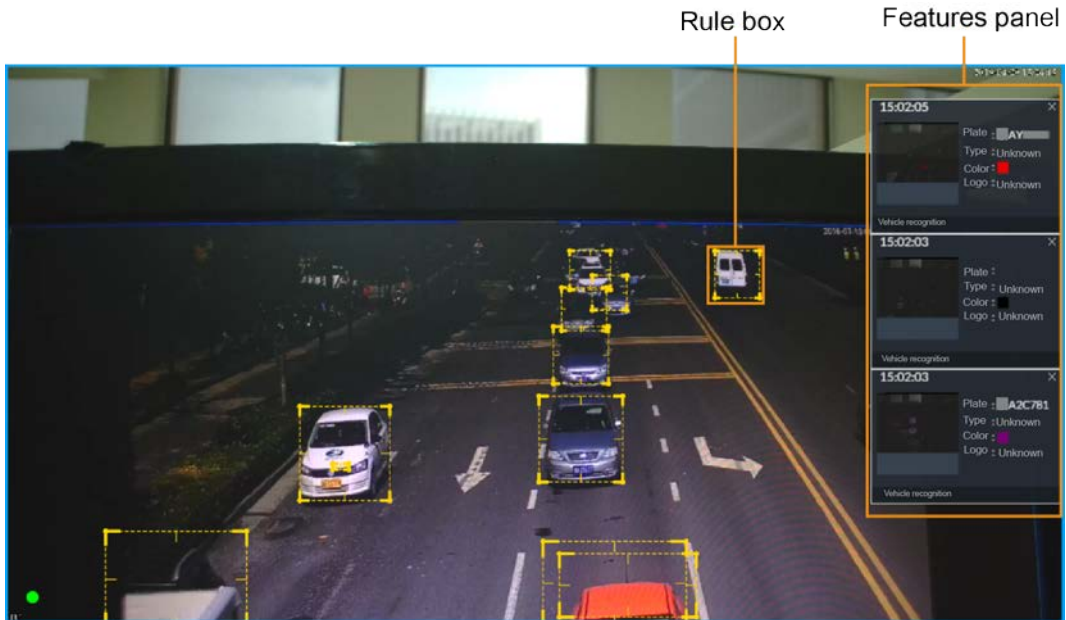 Rule box
Features panel
15:02:05
Plate : AY
Type : Unknown
Color :
Logo : Unknown
Vehicle recognition
15:02:03
Plate :
Type : Unknown
Color :
Logo : Unknown
Vehicle recognition
15:02:03
Plate : A2C781
Type : Unknown
Color :
Logo : Unknown
Vehicle recognition